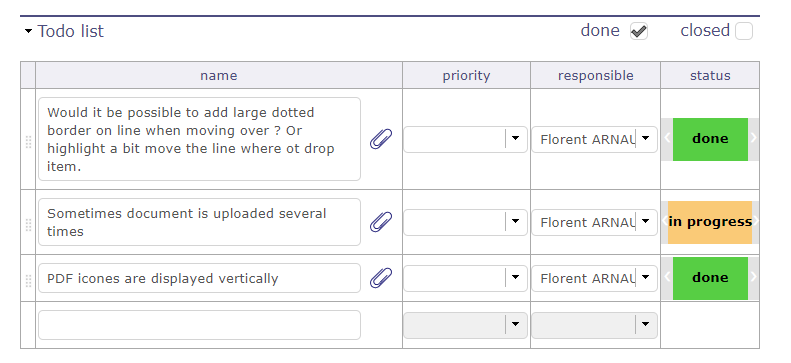 Todo list
done
closed
name
priority
responsible
status
Would it be possible to add large dotted
border on line when moving over ? Or
highlight a bit move the line where ot drop
item.
Florent ARNAU
done
Sometimes document is uploaded several
times
Florent ARNAU
in progress
PDF icons are displayed vertically
Florent ARNAU
done